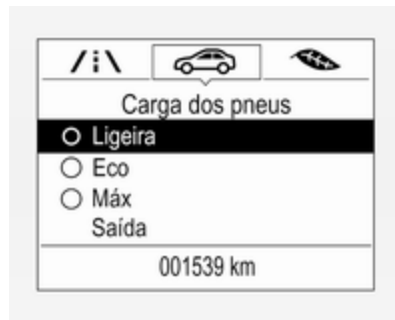 Carga dos pneus
Ligeira
Eco
Máx
Saída
001539 km